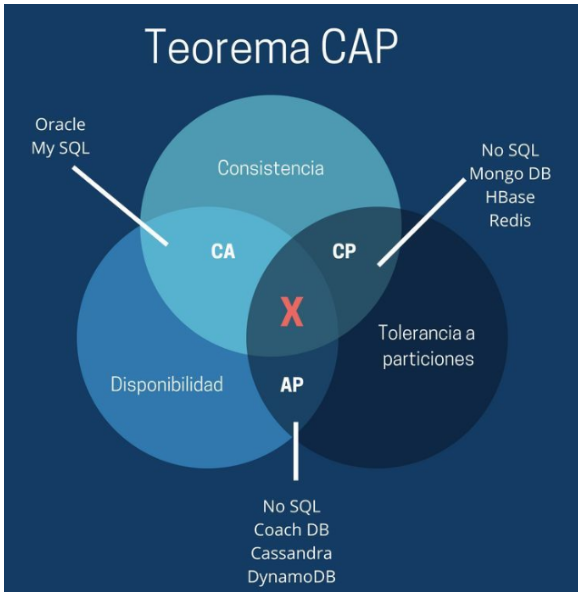 Teorema CAP
Oracle
My SQL
Consistencia
No SQL
Mongo DB
HBase
Redis
CA
CP
X
Tolerancia a
particiones
Disponibilidad
AP
No SQL
Coach DB
Cassandra
DynamoDB